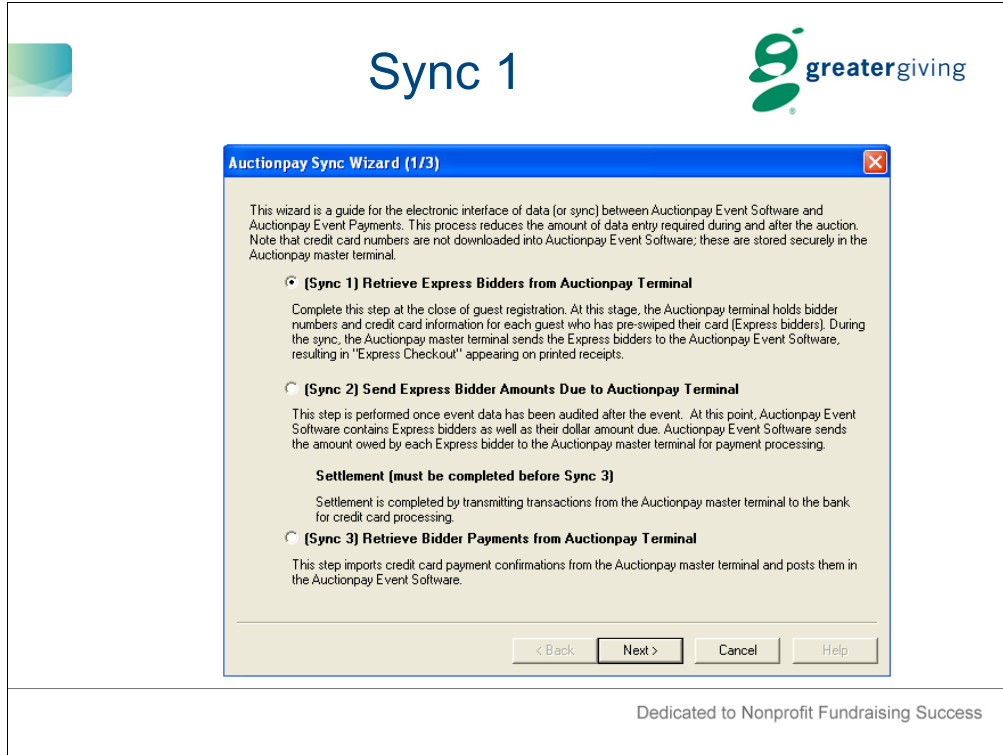 Sync 1
greatergiving
Auctionpay Sync Wizard (1/3)
This wizard is a guide for the electronic interface of data (or sync) between Auctionpay Event Software and
Auctionpay Event Payments. This process reduces the amount of data entry required during and after the auction.
Note that credit card numbers are not downloaded into Auctionpay Event Software; these are stored securely in the
Auctionpay master terminal.
(Sync 1) Retrieve Express Bidders from Auctionpay Terminal
Complete this step at the close of guest registration. At this stage, the Auctionpay terminal holds bidder
numbers and credit card information for each guest who has pre-swiped their card (Express bidders). During
the sync, the Auctionpay master terminal sends the Express bidders to the Auctionpay Event Software,
resulting in "Express Checkout" appearing on printed receipts.
(Sync 2) Send Express Bidder Amounts Due to Auctionpay Terminal
This step is performed once event data has been audited after the event.  At this point, Auctionpay Event
Software contains Express bidders as well as their dollar amount due. Auctionpay Event Software sends
the amount owed by each Express bidder to the Auctionpay master terminal for payment processing.
Settlement (must be completed before Sync 3)
Settlement is completed by transmitting transactions from the Auctionpay master terminal to the bank
for credit card processing.
(Sync 3) Retrieve Bidder Payments from Auctionpay Terminal
This step imports credit card payment confirmations from the Auctionpay master terminal and posts them in
the Auctionpay Event Software.
< Back
Next >
Cancel
Help
Dedicated to Nonprofit Fundraising Success